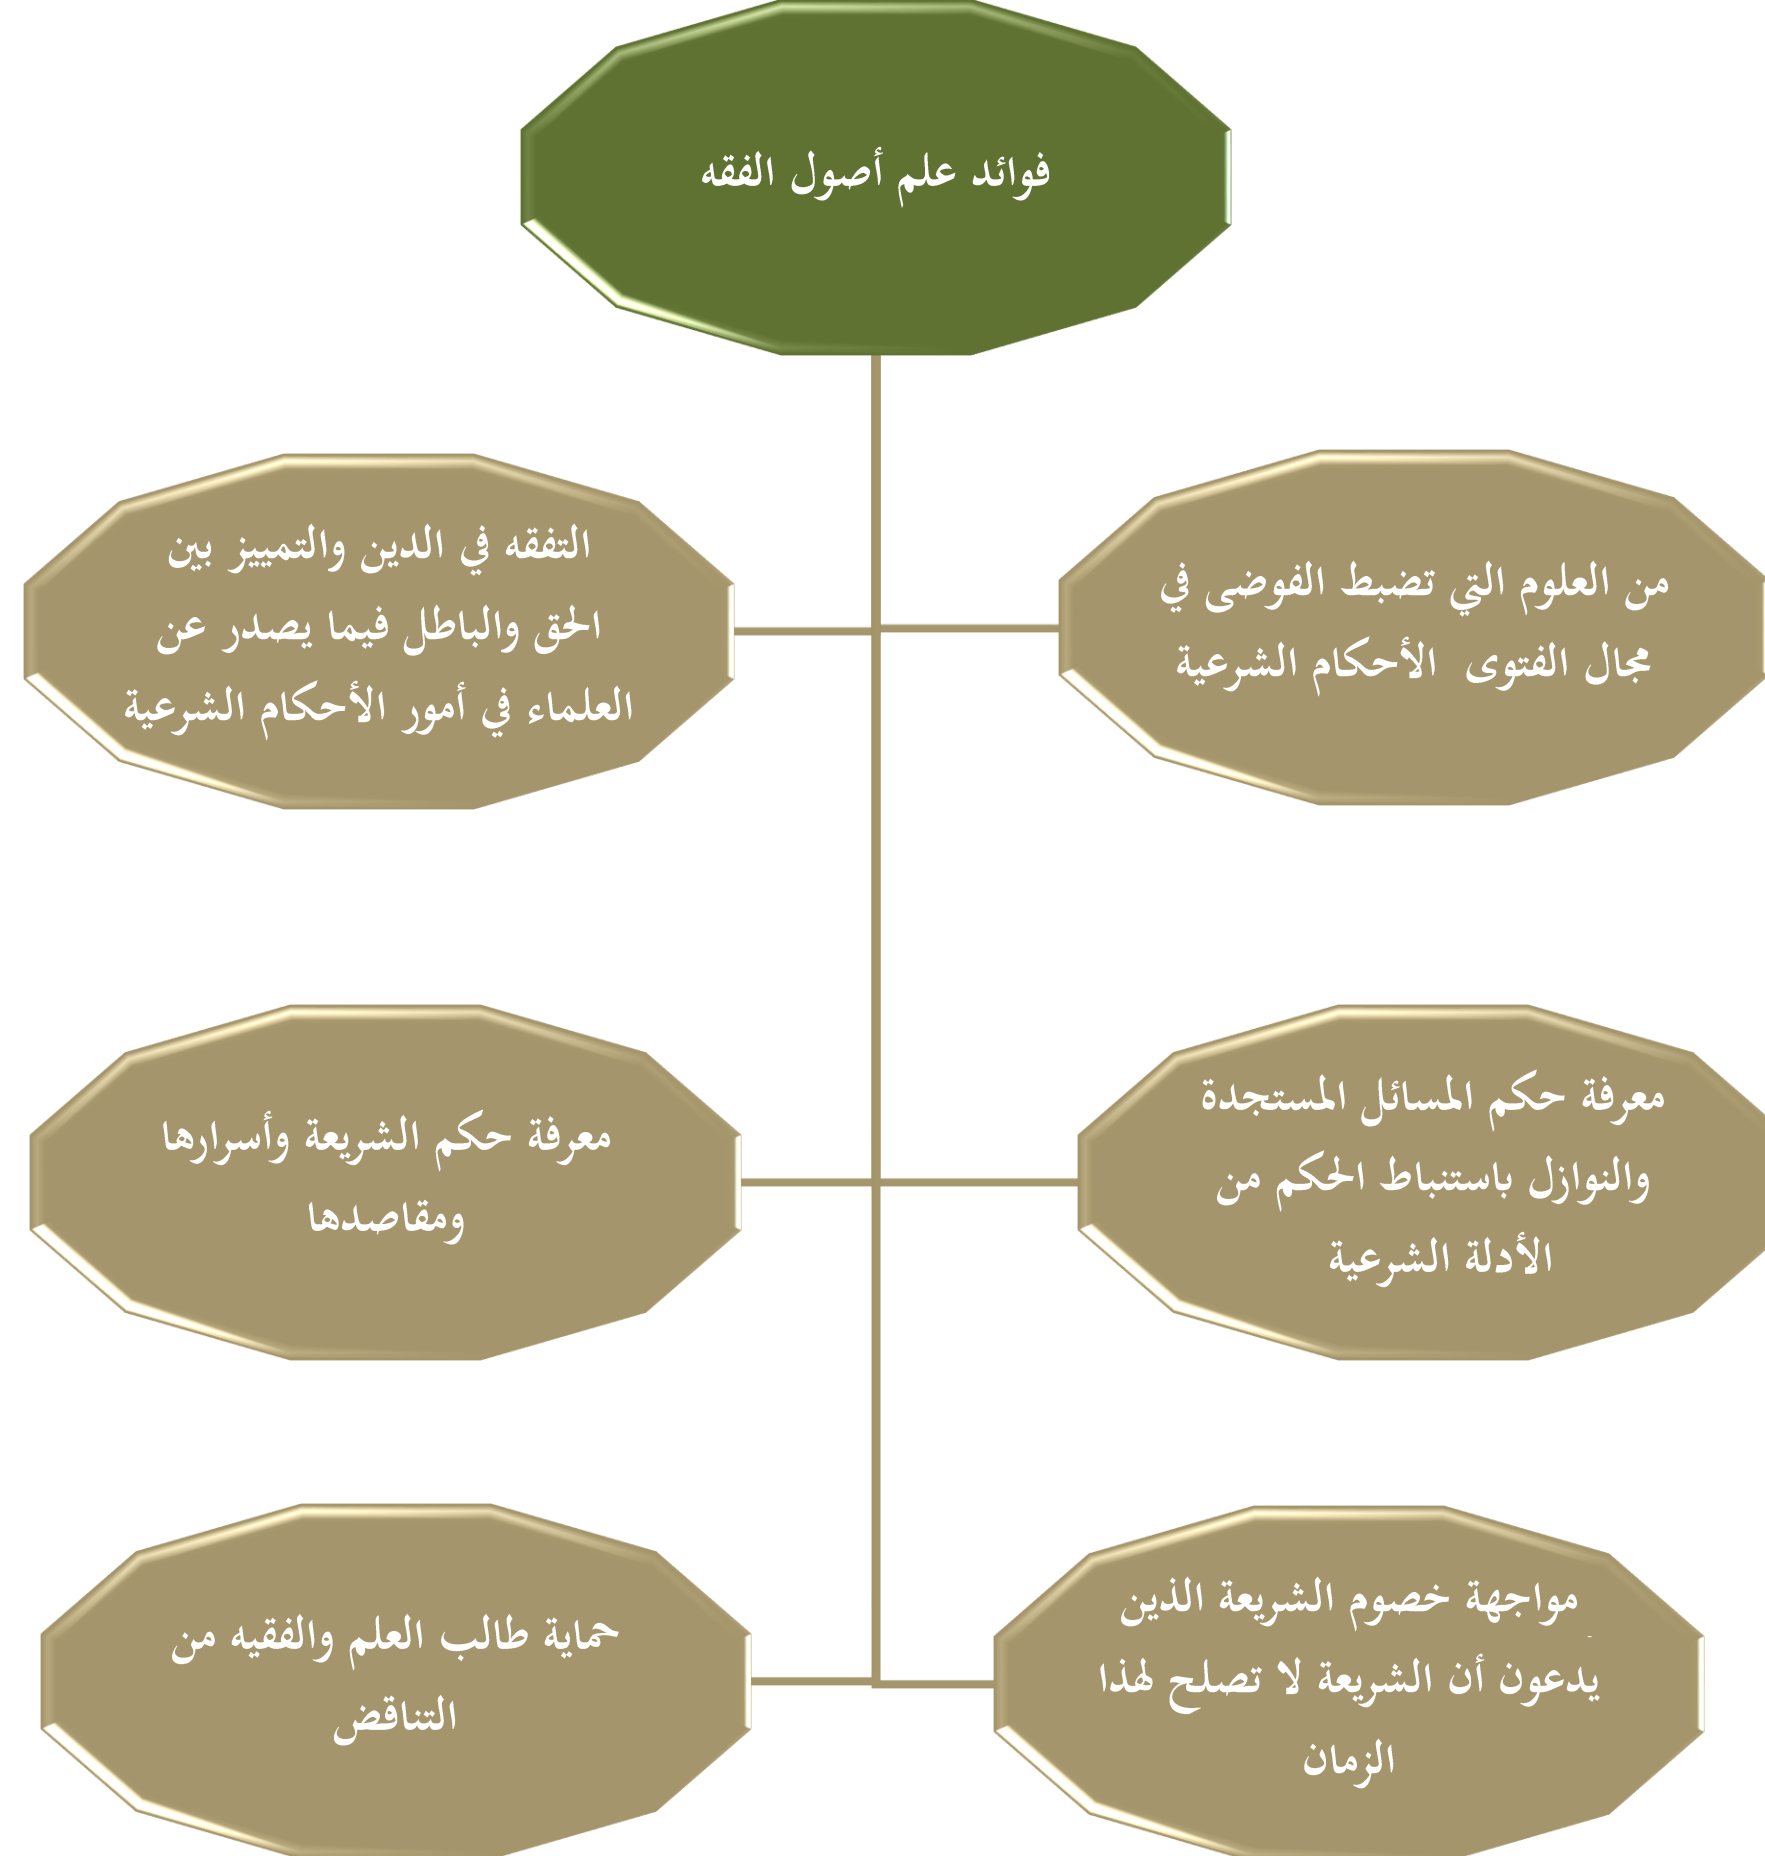 فوائد علم أصول الفقه
من العلوم التي تضبط الفوضى في
مجال الفتوى الأحكام الشرعية
التفقه في الدين والتمييز بين
الحق والباطل فيما يصدر عن
العلماء في أمور الأحكام الشرعية
معرفة حكم المسائل المستجدة
والنوازل باستنباط الحكم من
الأدلة الشرعية
معرفة حكم الشريعة وأسرارها
ومقاصدها
مواجهة خصوم الشريعة الذين
يدعون أن الشريعة لا تصلح لهذا
الزمان
حماية طالب العلم والفقيه من
التناقض